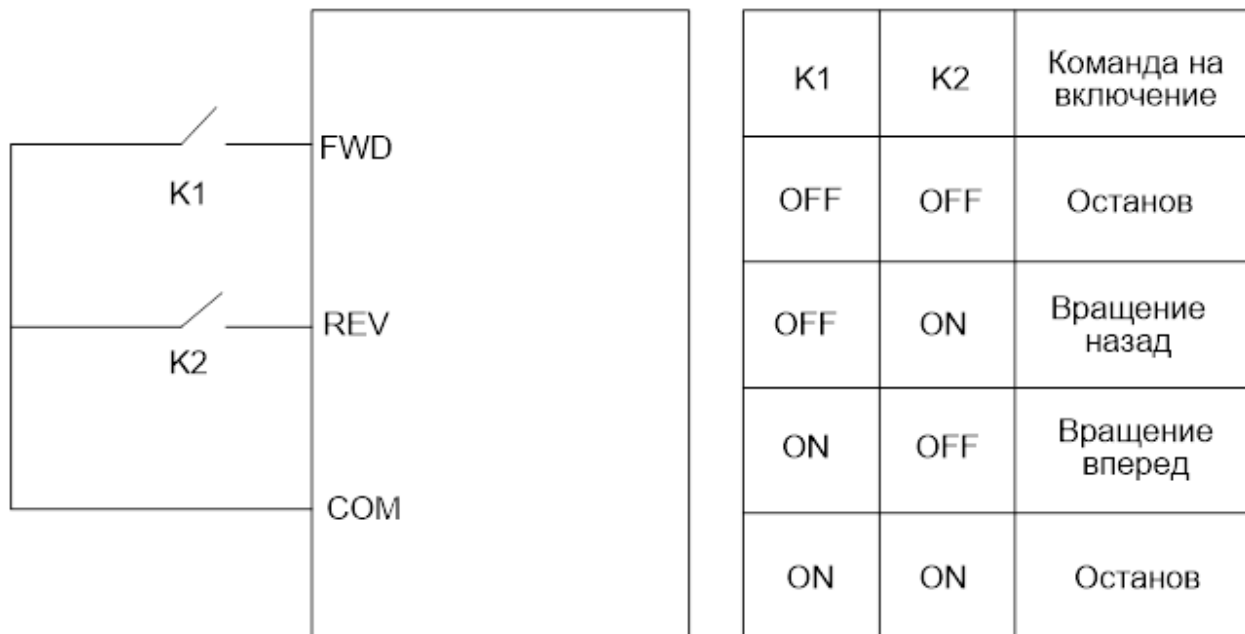 FWD
K1
REV
K2
COM
K1 K2 Команда на
включение
OFF OFF Останов
OFF ON Вращение
назад
ON OFF Вращение
вперед
ON ON Останов